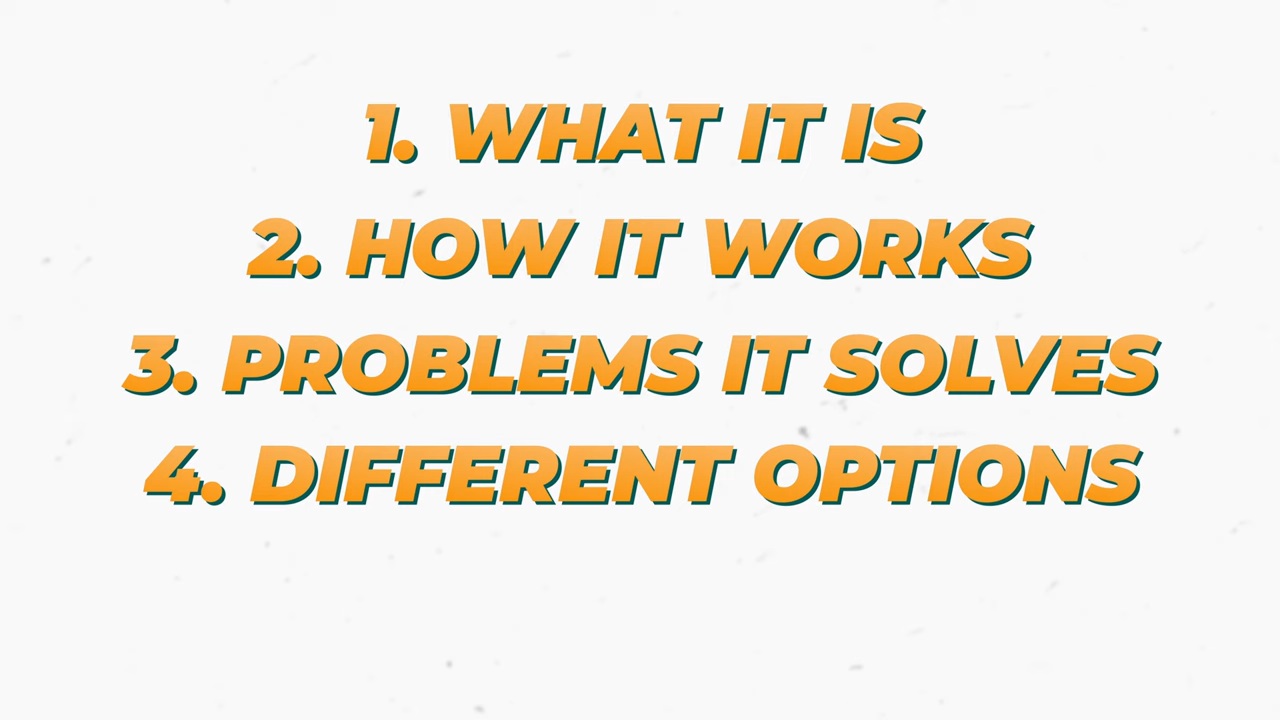 1. WHAT IT IS
2. HOW IT WORKS
3. PROBLEMS IT SOLVES
4. DIFFERENT OPTIONS